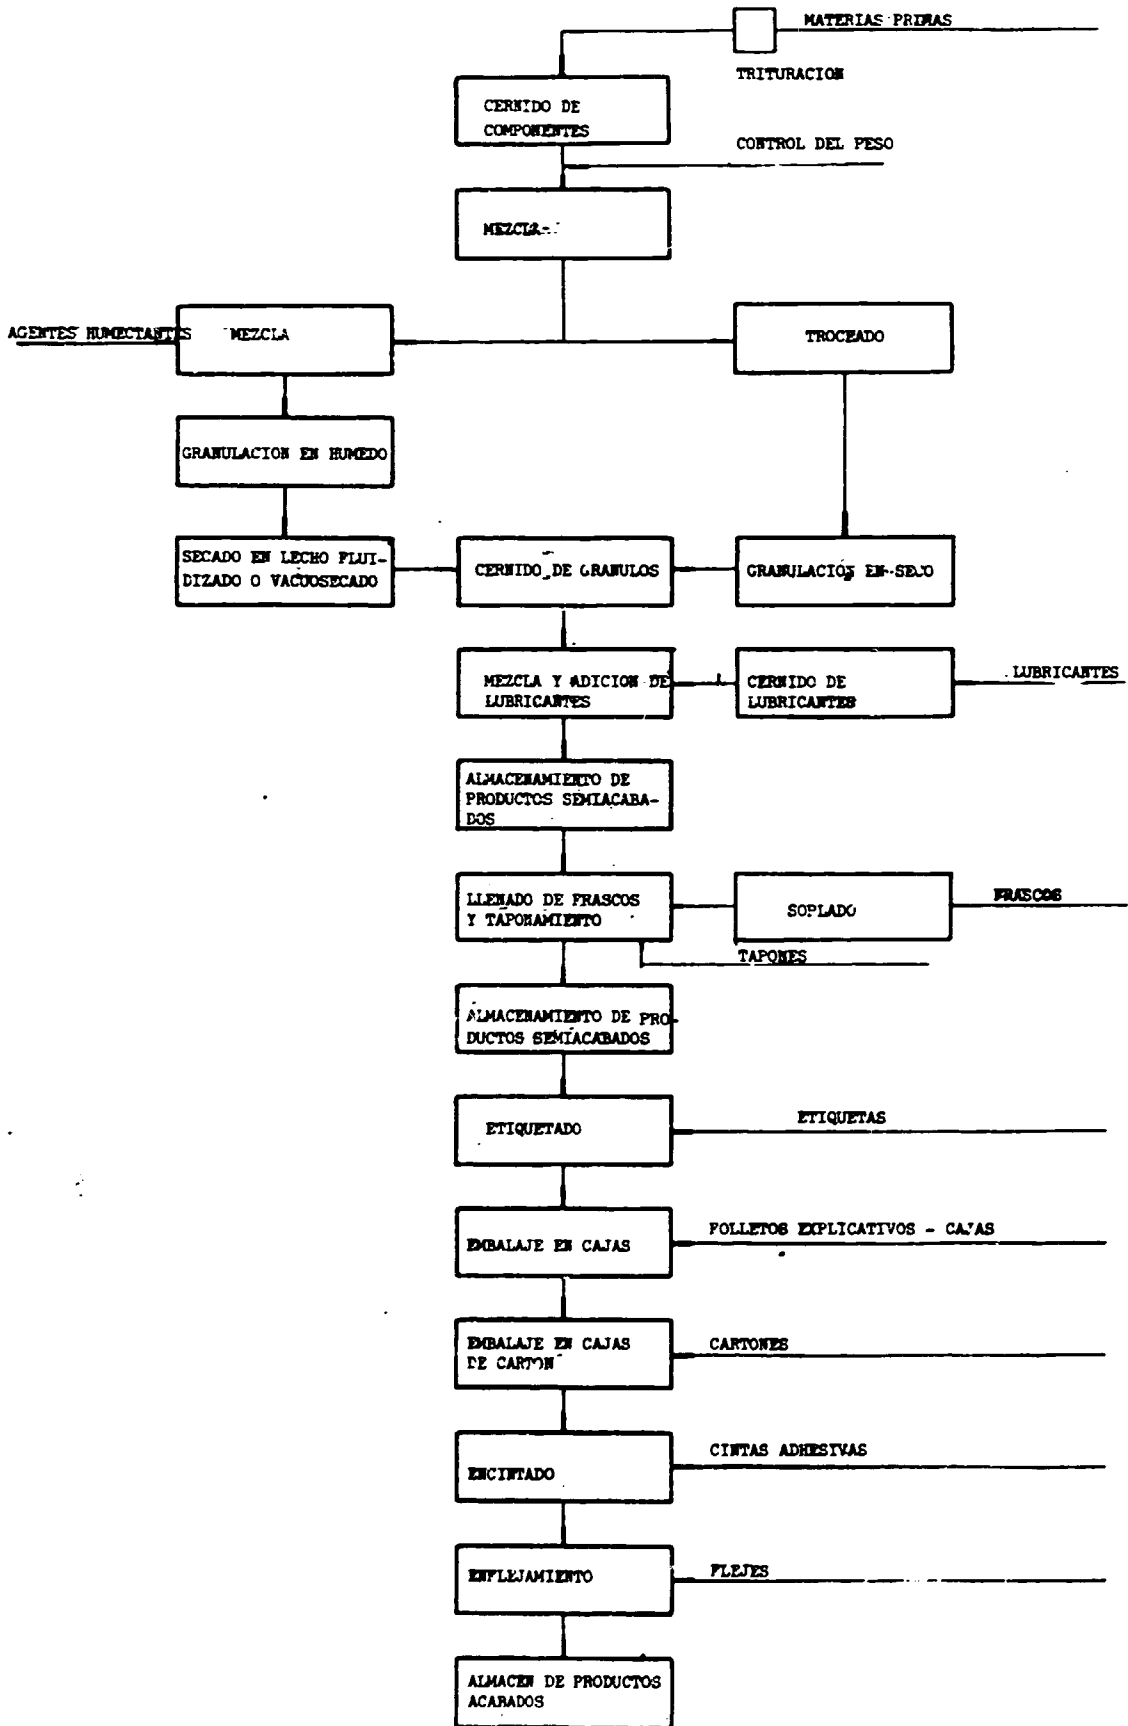 MATERIAS PRIMAS
TRITURACION
CERNIDO DE
COMPONENTES
CONTROL DEL PESO
MEZCLA
AGENTES HUMECTANTES
MEZCLA
TROCEADO
GRANULACION EN HUMEDO
SECADO EN LECHO FLUI-
DIZADO O VACUOSECADO
CERNIDO DE GRANULOS
GRANULACION EN SECO
MEZCLA Y ADICION DE
LUBRICANTES
CERNIDO DE
LUBRICANTES
LUBRICANTES
ALMACENAMIENTO DE
PRODUCTOS SEMIACABA-
DOS
LLENADO DE FRASCOS
Y TAPONAMIENTO
SOPLADO
FRASCOS
TAPONES
ALMACENAMIENTO DE PRO-
DUCTOS SEMIACABADOS
ETIQUETADO
ETIQUETAS
EMBALAJE EN CAJAS
FOLLETOS EXPLICATIVOS - CAJAS
EMBALAJE EN CAJAS
DE CARTON
CARTONES
ENCINTADO
CINTAS ADHESIVAS
ENFLEJAMIENTO
FLEJES
ALMACEN DE PRODUCTOS
ACABADOS